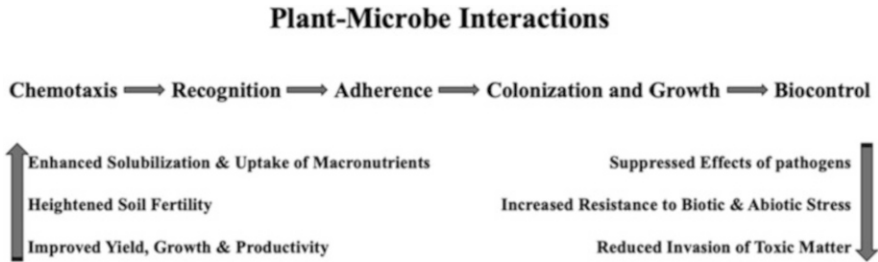 Plant-Microbe Interactions
Chemotaxis Recognition Adherence Colonization and Growth Biocontrol
Enhanced Solubilization & Uptake of Macronutrients
Suppressed Effects of pathogens
Heightened Soil Fertility
Increased Resistance to Biotic & Abiotic Stress
Improved Yield, Growth & Productivity
Reduced Invasion of Toxic Matter